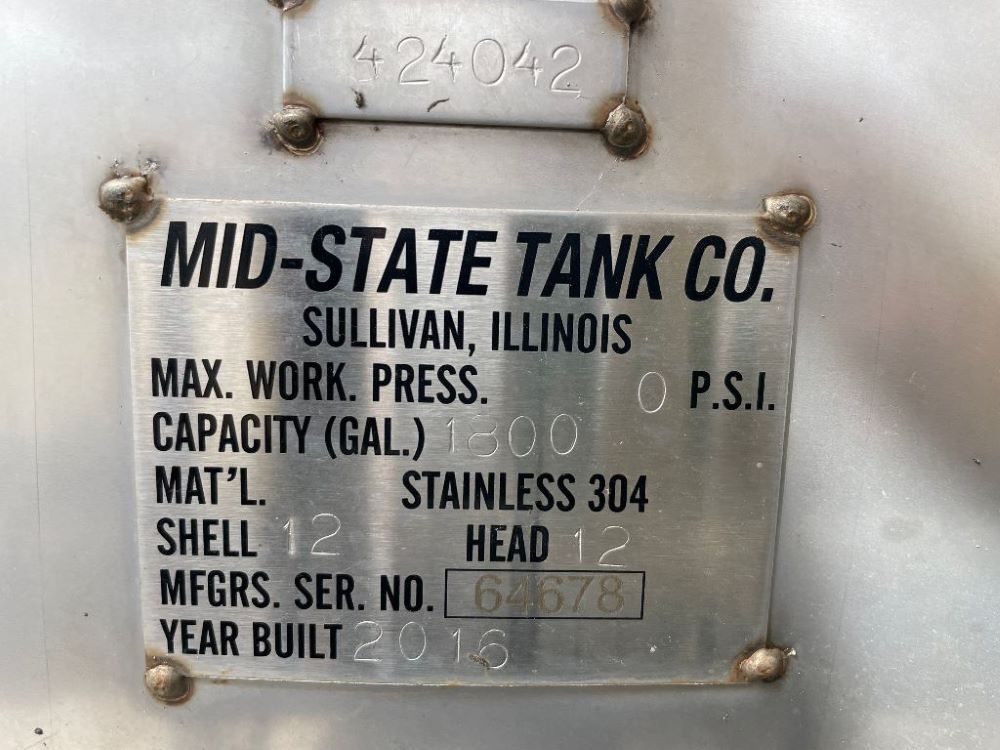 424042
MID-STATE TANK CO.
SULLIVAN, ILLINOIS
MAX. WORK. PRESS. 0 P.S.I.
CAPACITY (GAL.) 1800
MAT'L. STAINLESS 304
SHELL 12 HEAD 12
MFGRS. SER. NO. 64678
YEAR BUILT 2016